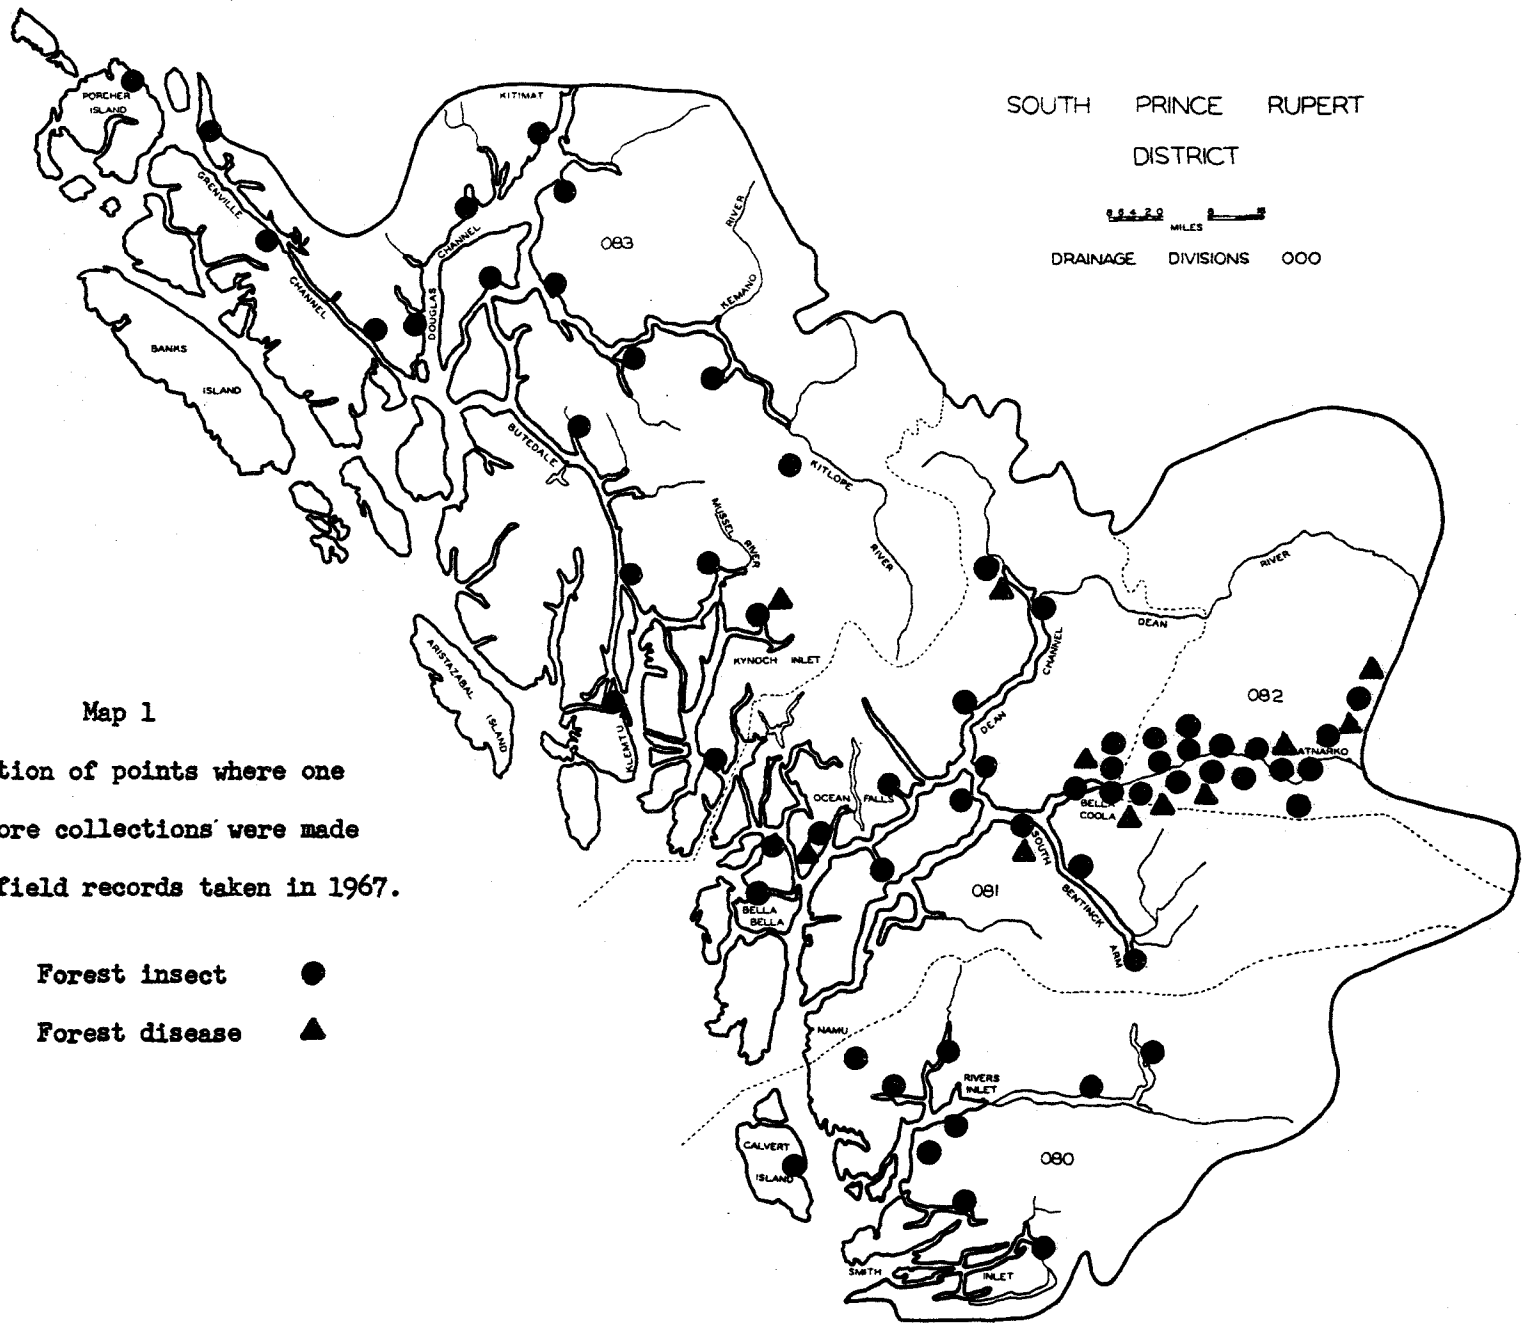 SOUTH PRINCE RUPERT
DISTRICT
MILES
DRAINAGE DIVISIONS 000
PORCHER
ISLAND
KITIMAT
GRENVILLE
CHANNEL
DOUGLAS
CHANNEL
083
RIVER
KEMANO
BANKS
ISLAND
BUTEDALE
KITLOPE
RIVER
MUSSEL
RIVER
KYNOCH INLET
ARISTAZABAL
ISLAND
KLEMTU
DEAN
RIVER
DEAN
CHANNEL
082
ATNARKO
OCEAN FALLS
BELLA
COOLA
BELLA
BELLA
081
SOUTH
BENTINCK
ARM
NAMU
RIVERS
INLET
CALVERT
ISLAND
080
SMITH
INLET
Map 1
tion of points where one
ore collections were made
field records taken in 1967.
Forest insect
Forest disease